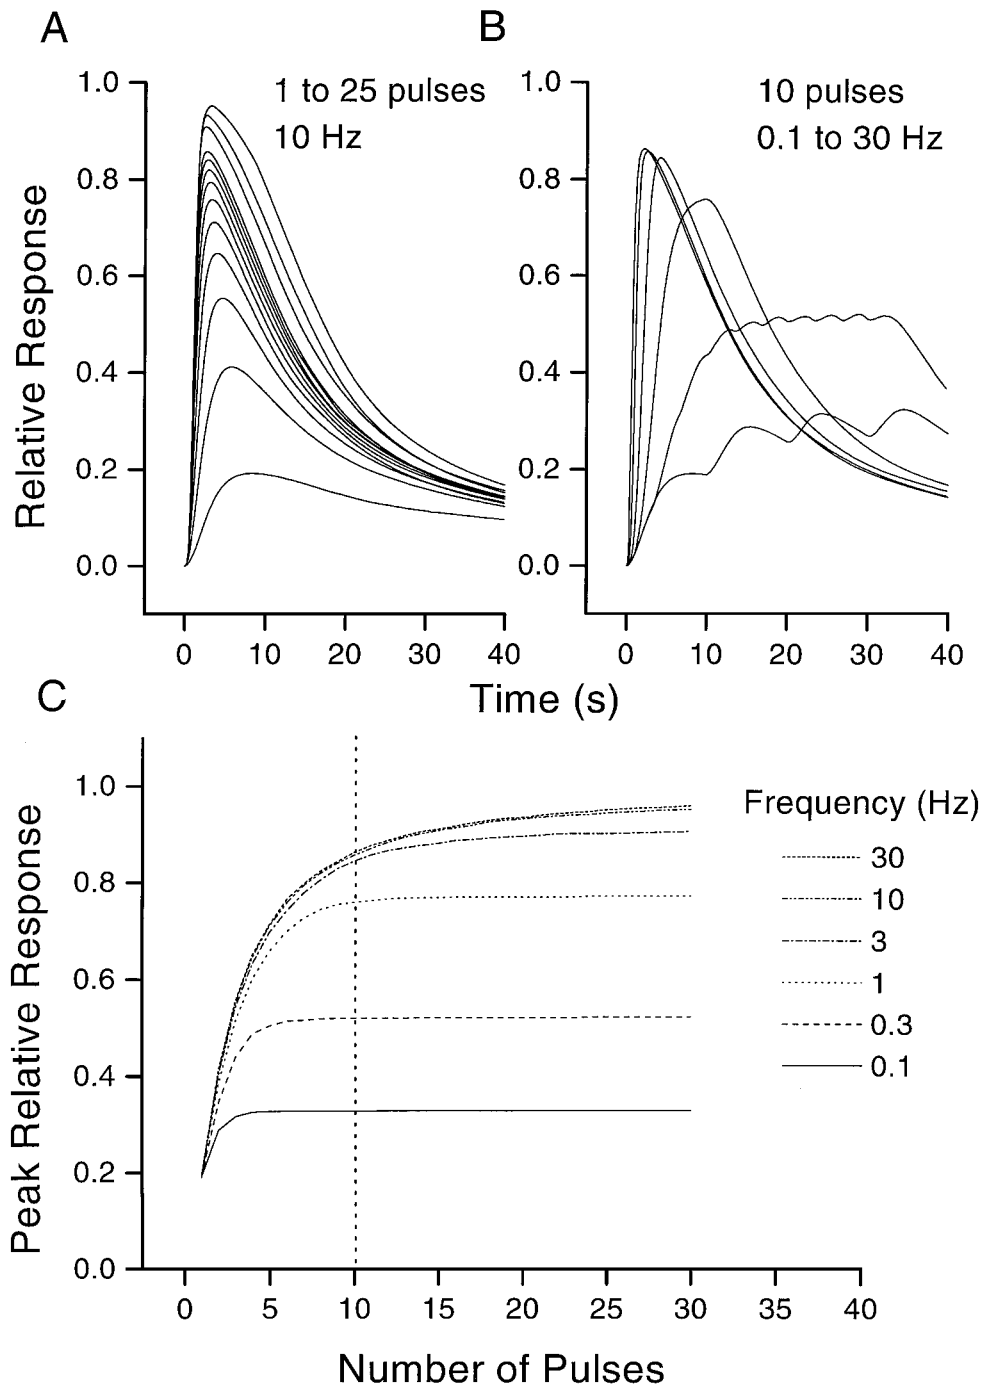 A
B
1.0
0.8
0.6
0.4
0.2
0.0
Relative Response
1 to 25 pulses
10 Hz
0 10 20 30 40
1.0
0.8
0.6
0.4
0.2
0.0
10 pulses
0.1 to 30 Hz
0 10 20 30 40
Time (s)
C
1.0
0.8
0.6
0.4
0.2
0.0
Peak Relative Response
Frequency (Hz)
30
10
3
1
0.3
0.1
0 5 10 15 20 25 30 35 40
Number of Pulses